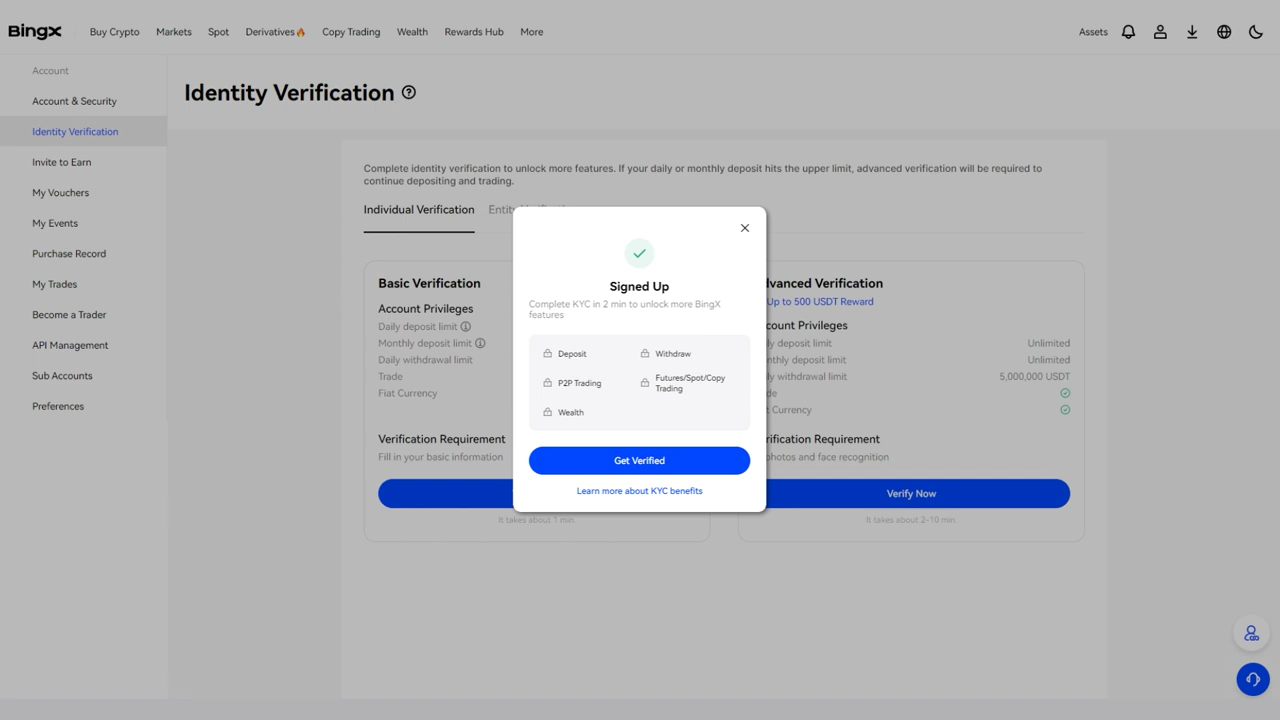 BingX
Buy Crypto Markets Spot Derivatives Copy Trading Wealth Rewards Hub More Assets
Account
Account & Security
Identity Verification
Invite to Earn
My Vouchers
My Events
Purchase Record
My Trades
Become a Trader
API Management
Sub Accounts
Preferences
Identity Verification
Complete identity verification to unlock more features. If your daily or monthly deposit hits the upper limit, advanced verification will be required to
continue depositing and trading.
Individual Verification
Basic Verification
Account Privileges
Daily deposit limit
Monthly deposit limit
Daily withdrawal limit
Trade
Fiat Currency
Verification Requirement
Fill in your basic information
It takes about 1 min.
Signed Up
Complete KYC in 2 min to unlock more BingX
features
Deposit Withdraw
P2P Trading Futures/Spot/Copy
Trading
Wealth
Get Verified
Learn more about KYC benefits
Verification
Up to 500 USDT Reward
Privileges
deposit limit Unlimited
deposit limit Unlimited
withdrawal limit 5,000,000 USDT
Currency
Requirement
photos and face recognition
Verify Now
It takes about 2-10 min.